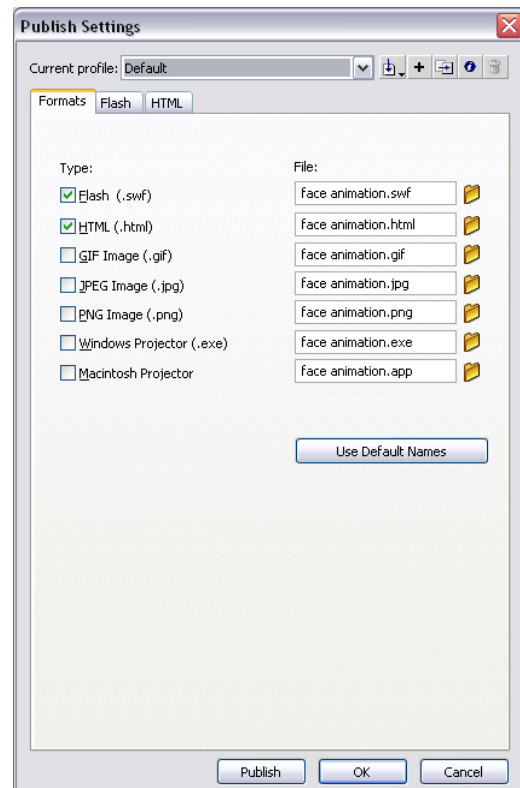 Publish Settings
Current profile: Default
Formats Flash HTML
Type: File:
Flash (.swf) face animation.swf
HTML (.html) face animation.html
GIF Image (.gif) face animation.gif
JPEG Image (.jpg) face animation.jpg
PNG Image (.png) face animation.png
Windows Projector (.exe) face animation.exe
Macintosh Projector face animation.app
Use Default Names
Publish OK Cancel